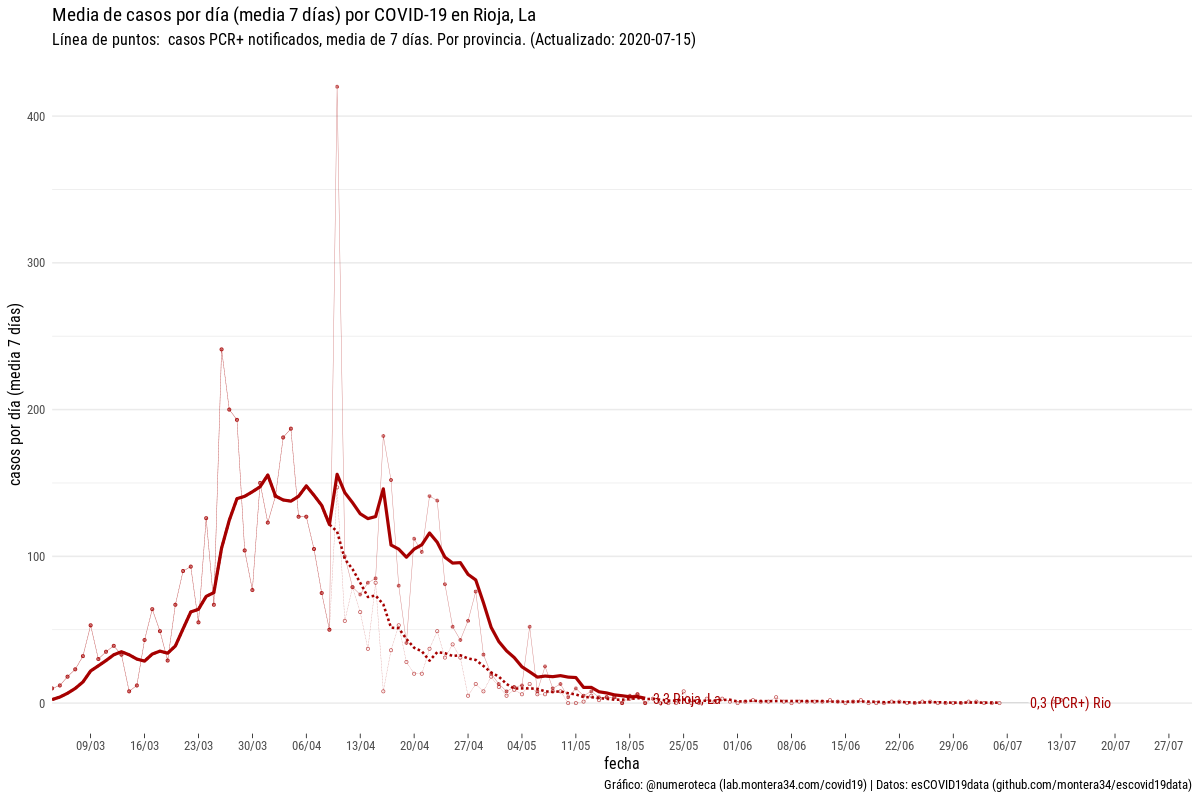 Media de casos por día (media 7 días) por COVID-19 en Rioja, La
Línea de puntos:  casos PCR+ notificados, media de 7 días. Por provincia. (Actualizado: 2020-07-15)
casos por día (media 7 días)
400
300
200
100
0
3,3 Rioja, La
0,3 (PCR+) Rio
09/03 16/03 23/03 30/03 06/04 13/04 20/04 27/04 04/05 11/05 18/05 25/05 01/06 08/06 15/06 22/06 29/06 06/07 13/07 20/07 27/07
fecha
Gráfico: @numeroteca (lab.montera34.com/covid19) | Datos: esCOVID19data (github.com/montera34/escovid19data)